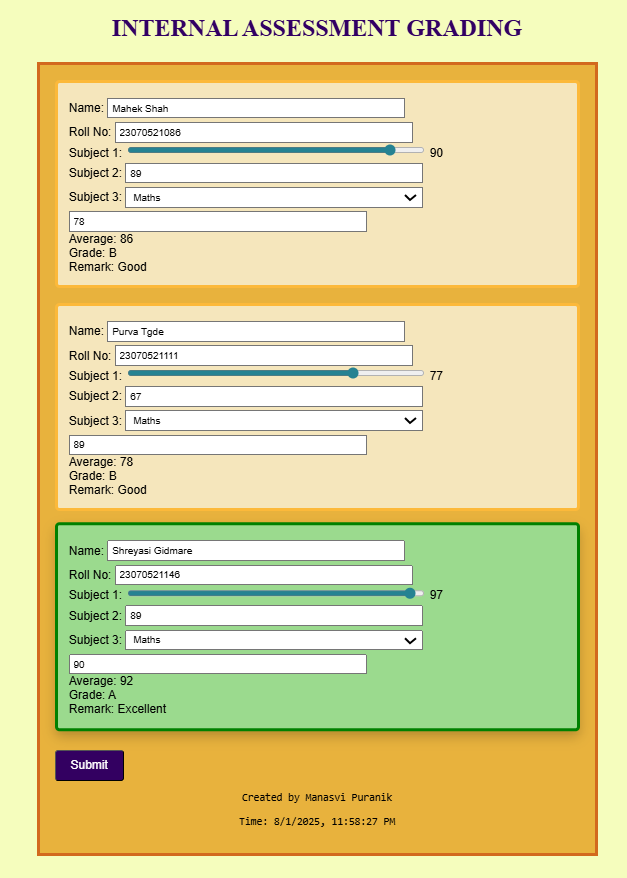 INTERNAL ASSESSMENT GRADING
Name: Mahek Shah
Roll No: 23070521086
Subject 1: 90
Subject 2: 89
Subject 3: Maths
78
Average: 86
Grade: B
Remark: Good
Name: Purva Tgde
Roll No: 23070521111
Subject 1: 77
Subject 2: 67
Subject 3: Maths
89
Average: 78
Grade: B
Remark: Good
Name: Shreyasi Gidmare
Roll No: 23070521146
Subject 1: 97
Subject 2: 89
Subject 3: Maths
90
Average: 92
Grade: A
Remark: Excellent
Submit
Created by Manasvi Puranik
Time: 8/1/2025, 11:58:27 PM